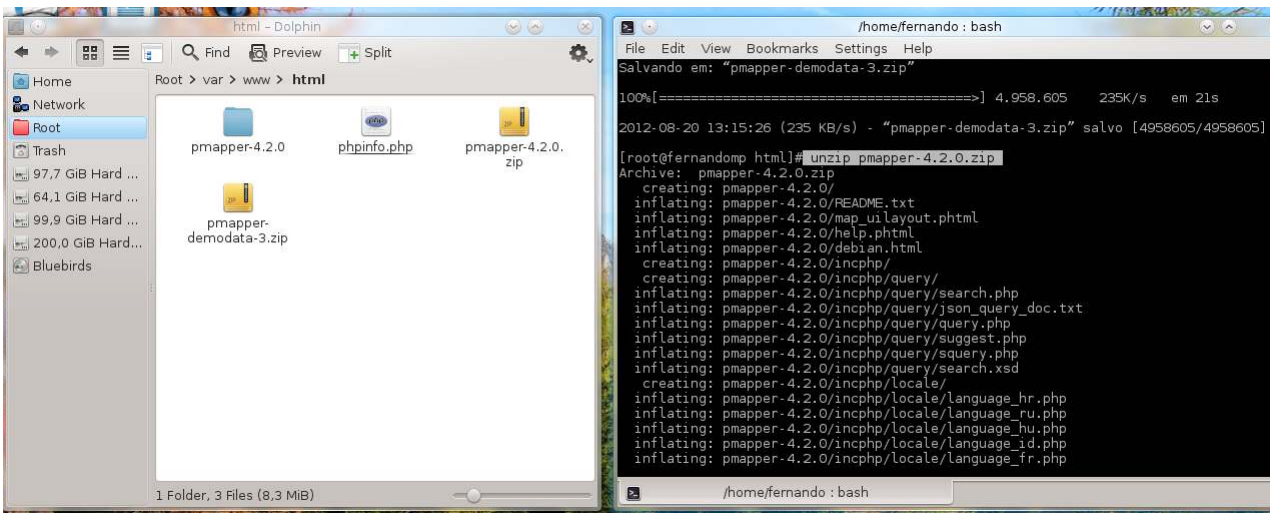 html – Dolphin
Find
Preview
Split
Home
Network
Root
Trash
97,7 GiB Hard ...
64,1 GiB Hard ...
99,9 GiB Hard ...
200,0 GiB Hard...
Bluebirds
Root > var > www > html
pmapper-4.2.0
phpinfo.php
pmapper-4.2.0.
zip
pmapper-
demodata-3.zip
1 Folder, 3 Files (8,3 MiB)
/home/fernando : bash
File Edit View Bookmarks Settings Help
Salvando em: “pmapper-demodata-3.zip”
100%[======================================>] 4.958.605 235K/s em 21s
2012-08-20 13:15:26 (235 KB/s) - “pmapper-demodata-3.zip” salvo [4958605/4958605]
[root@fernandomp html]# unzip pmapper-4.2.0.zip
Archive: pmapper-4.2.0.zip
creating: pmapper-4.2.0/
inflating: pmapper-4.2.0/README.txt
inflating: pmapper-4.2.0/map_uilayout.phtml
inflating: pmapper-4.2.0/help.phtml
inflating: pmapper-4.2.0/debian.html
creating: pmapper-4.2.0/incphp/
creating: pmapper-4.2.0/incphp/query/
inflating: pmapper-4.2.0/incphp/query/search.php
inflating: pmapper-4.2.0/incphp/query/json_query_doc.txt
inflating: pmapper-4.2.0/incphp/query/query.php
inflating: pmapper-4.2.0/incphp/query/suggest.php
inflating: pmapper-4.2.0/incphp/query/squery.php
inflating: pmapper-4.2.0/incphp/query/search.xsd
creating: pmapper-4.2.0/incphp/locale/
inflating: pmapper-4.2.0/incphp/locale/language_hr.php
inflating: pmapper-4.2.0/incphp/locale/language_ru.php
inflating: pmapper-4.2.0/incphp/locale/language_hu.php
inflating: pmapper-4.2.0/incphp/locale/language_id.php
inflating: pmapper-4.2.0/incphp/locale/language_fr.php
/home/fernando : bash